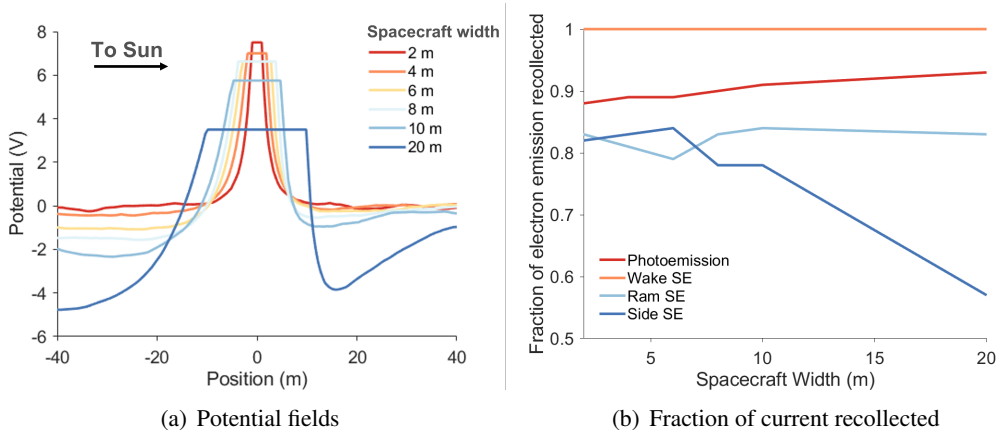 8
6
4
2
0
-2
-4
-6
Potential (V)
To Sun
Spacecraft width
2 m
4 m
6 m
8 m
10 m
20 m
-40
-20
0
20
40
Position (m)
(a) Potential fields
1
0.9
0.8
0.7
0.6
0.5
Fraction of electron emission recollected
Photoemission
Wake SE
Ram SE
Side SE
5
10
15
20
Spacecraft Width (m)
(b) Fraction of current recollected